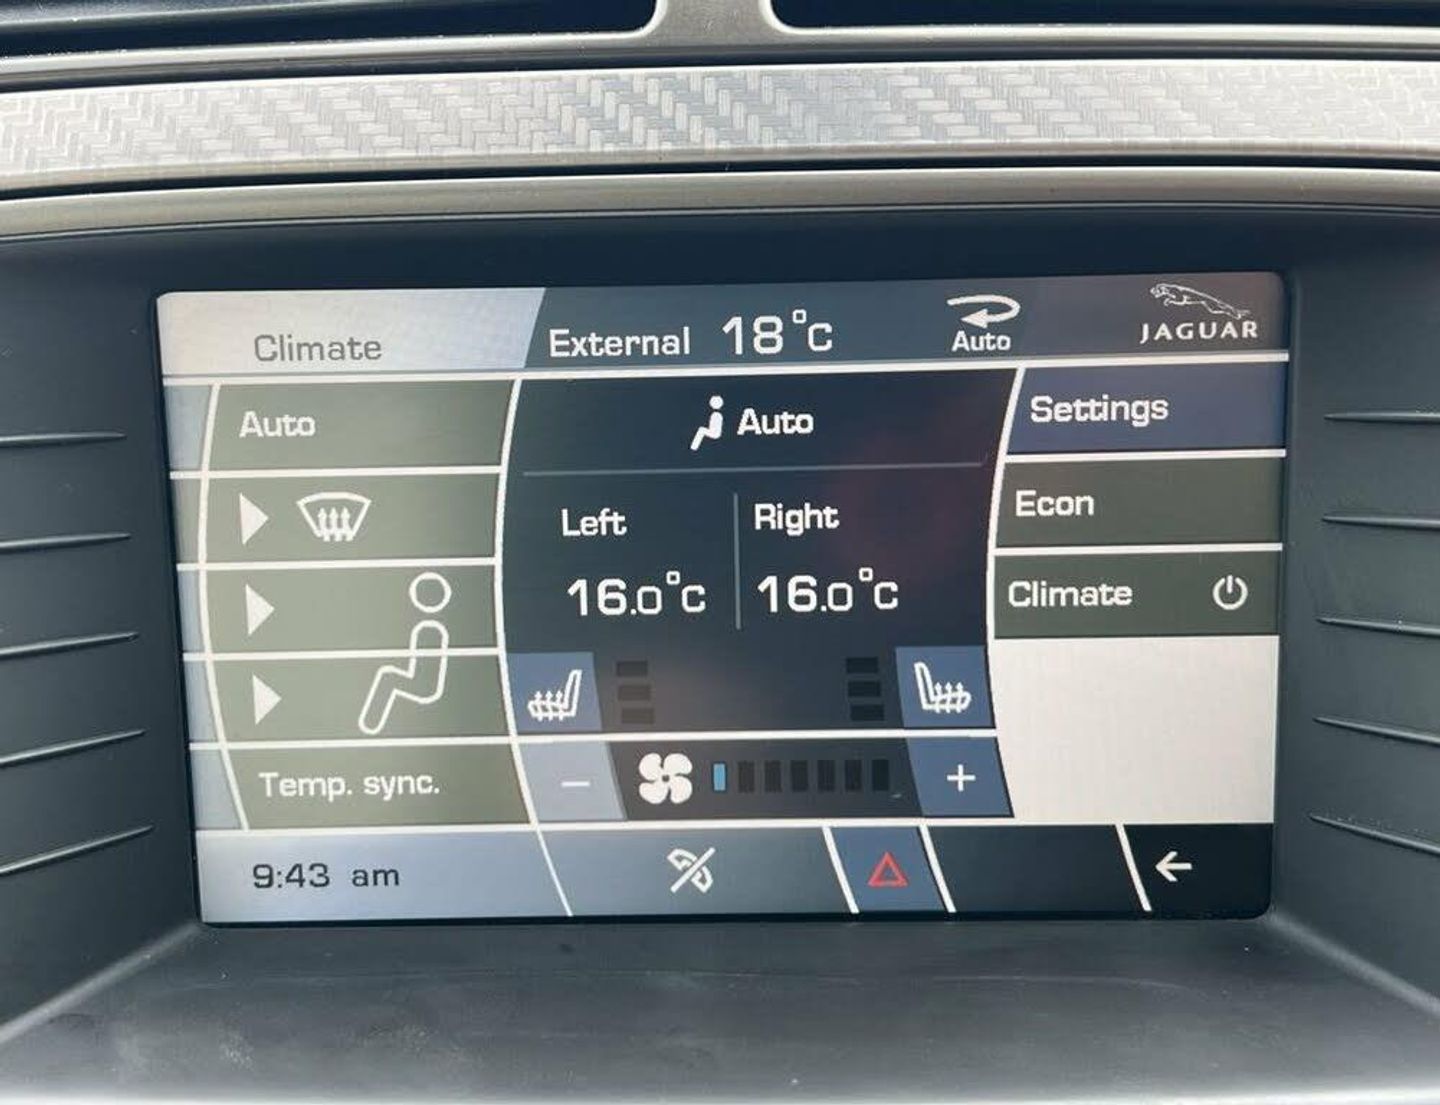 Climate
External 18°C
Auto
JAGUAR
Auto
Auto
Settings
Left
Right
Econ
16.0°C
16.0°C
Climate
Temp. sync.
- +
9:43 am